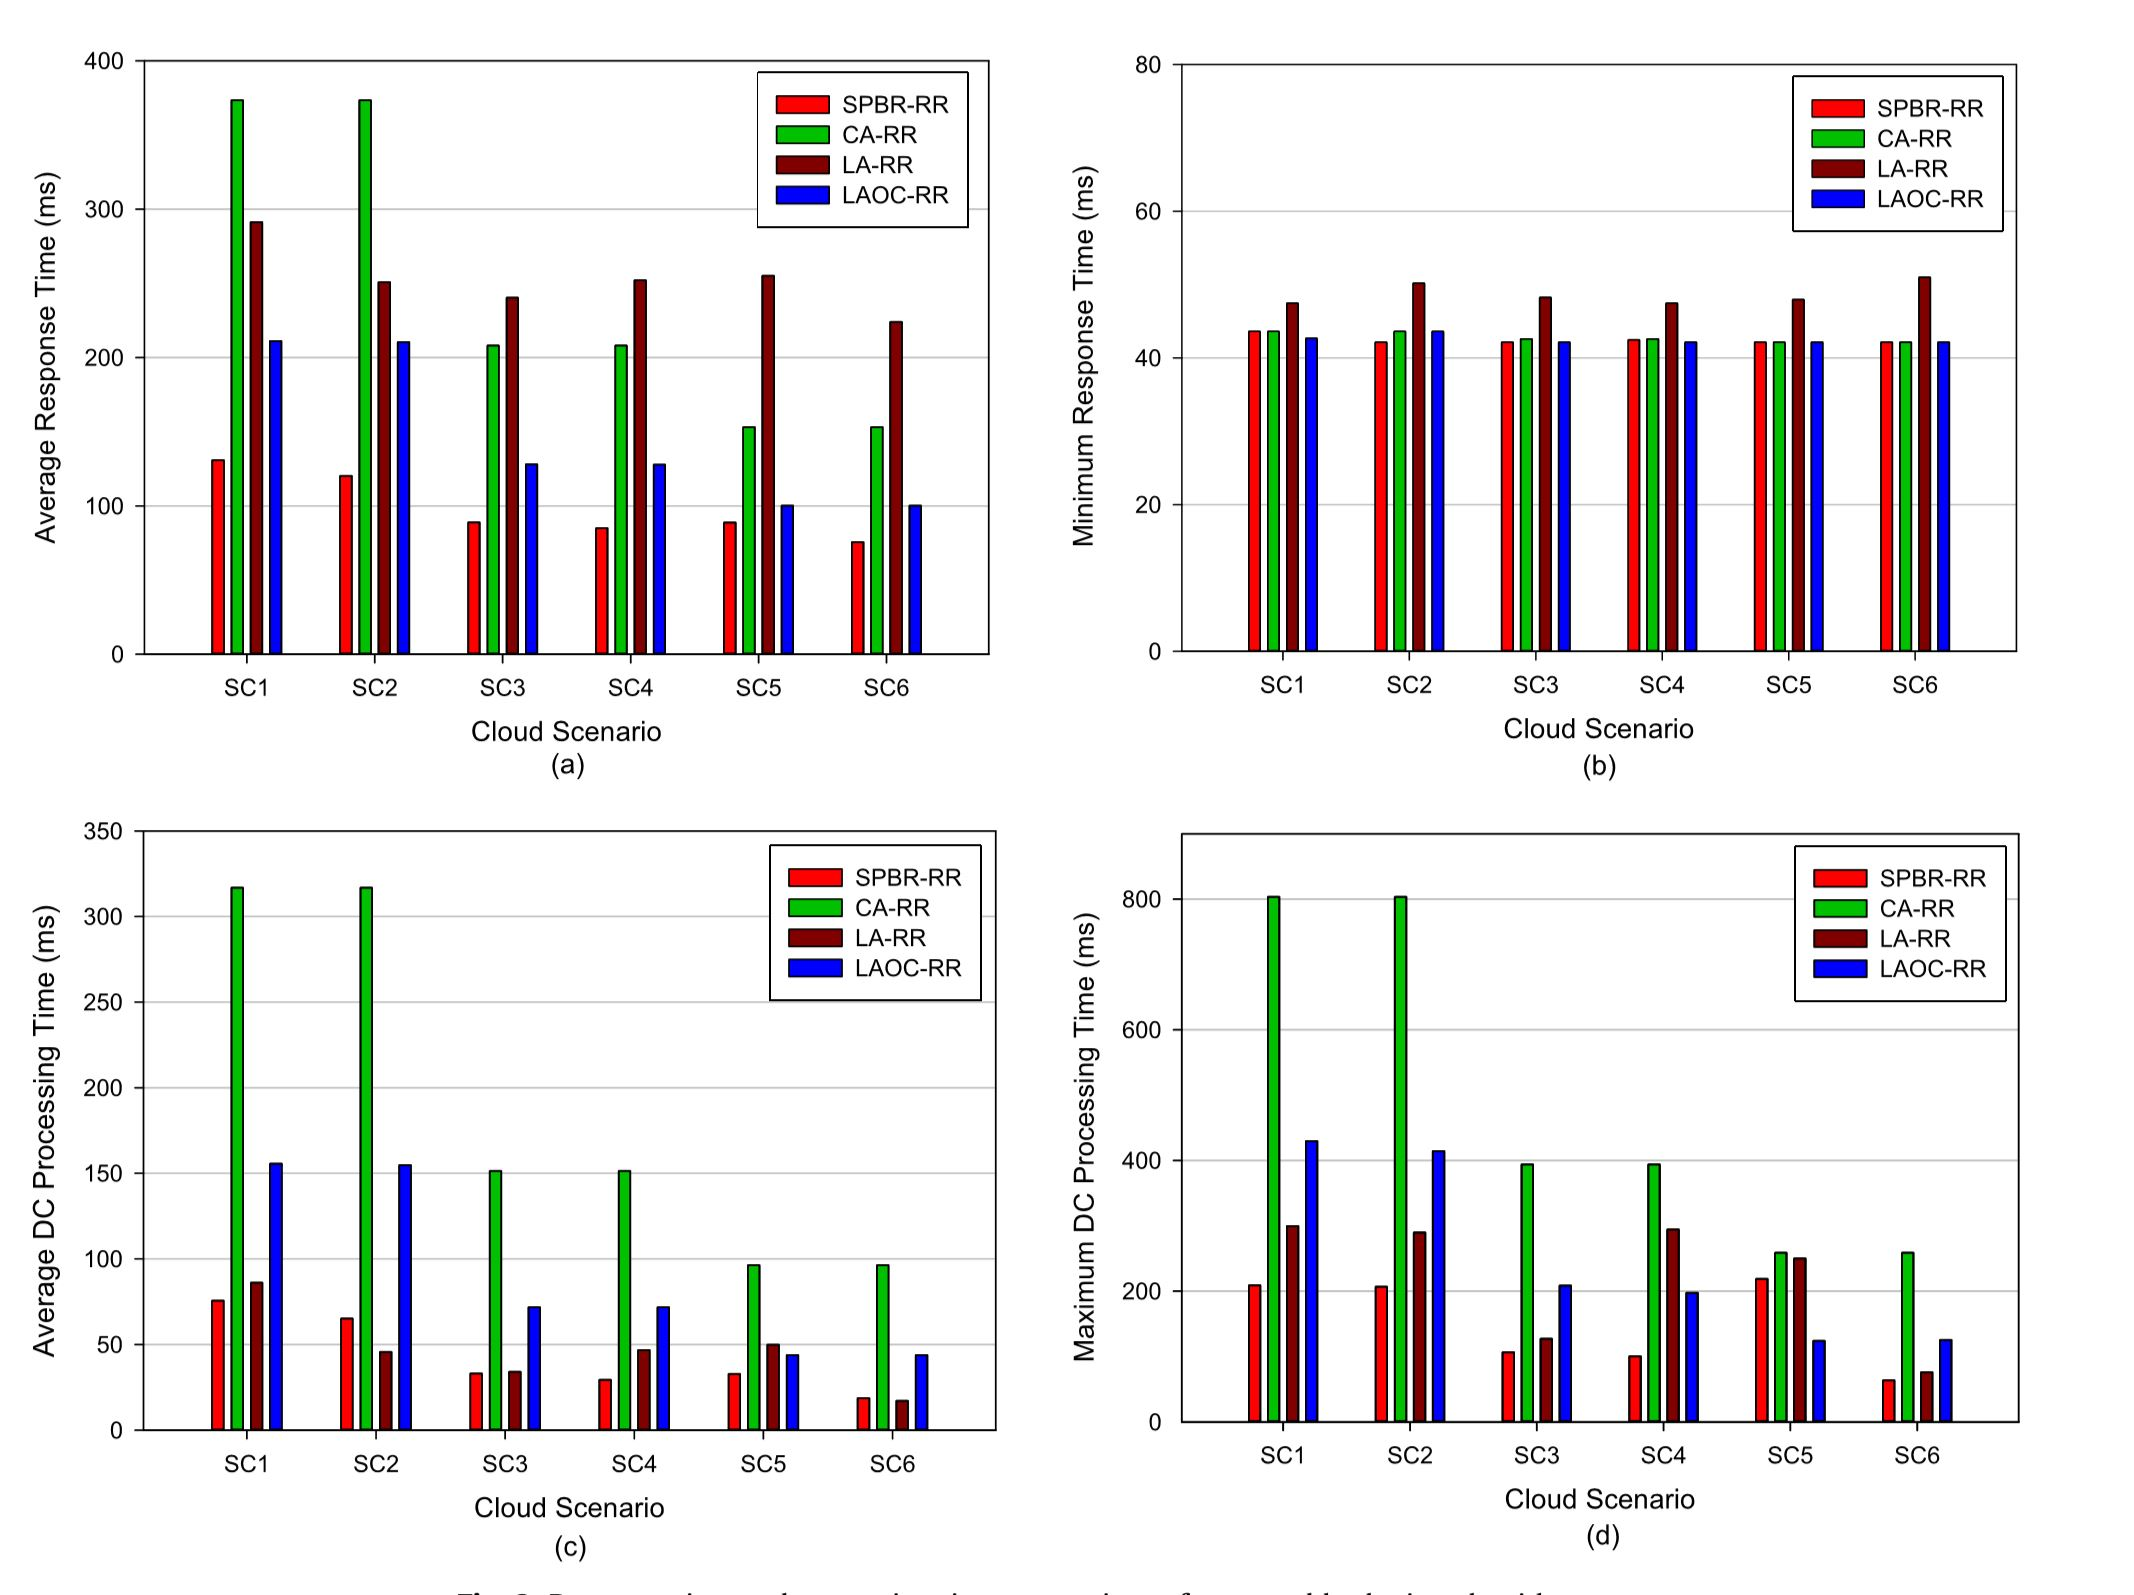 400
300
200
100
0
Average Response Time (ms)
SPBR-RR
CA-RR
LA-RR
LAOC-RR
SC1 SC2 SC3 SC4 SC5 SC6
Cloud Scenario
(a)
80
60
40
20
0
Minimum Response Time (ms)
SPBR-RR
CA-RR
LA-RR
LAOC-RR
SC1 SC2 SC3 SC4 SC5 SC6
Cloud Scenario
(b)
350
300
250
200
150
100
50
0
Average DC Processing Time (ms)
SPBR-RR
CA-RR
LA-RR
LAOC-RR
SC1 SC2 SC3 SC4 SC5 SC6
Cloud Scenario
(c)
800
600
400
200
0
Maximum DC Processing Time (ms)
SPBR-RR
CA-RR
LA-RR
LAOC-RR
SC1 SC2 SC3 SC4 SC5 SC6
Cloud Scenario
(d)